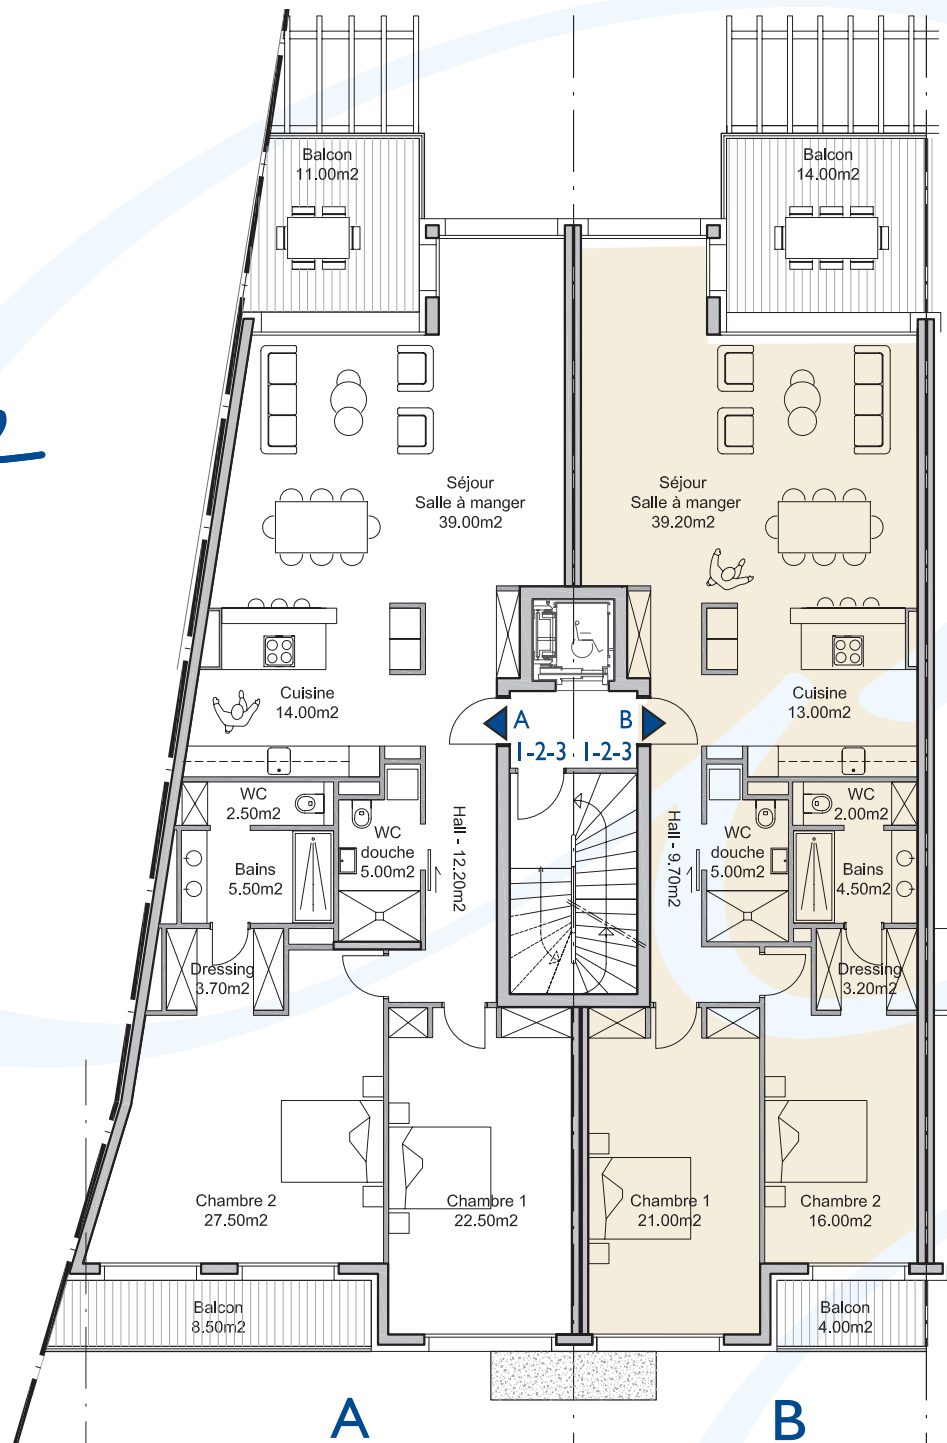 Balcon
11.00m2
Balcon
14.00m2
Séjour
Salle à manger
39.00m2
Séjour
Salle à manger
39.20m2
Cuisine
14.00m2
Cuisine
13.00m2
A
B
1-2-3
1-2-3
WC
2.50m2
WC
douche
5.00m2
Hall - 12.20m2
Hall - 9.70m2
WC
douche
5.00m2
WC
2.00m2
Bains
5.50m2
Bains
4.50m2
Dressing
3.70m2
Dressing
3.20m2
Chambre 2
27.50m2
Chambre 1
22.50m2
Chambre 1
21.00m2
Chambre 2
16.00m2
Balcon
8.50m2
Balcon
4.00m2
A
B